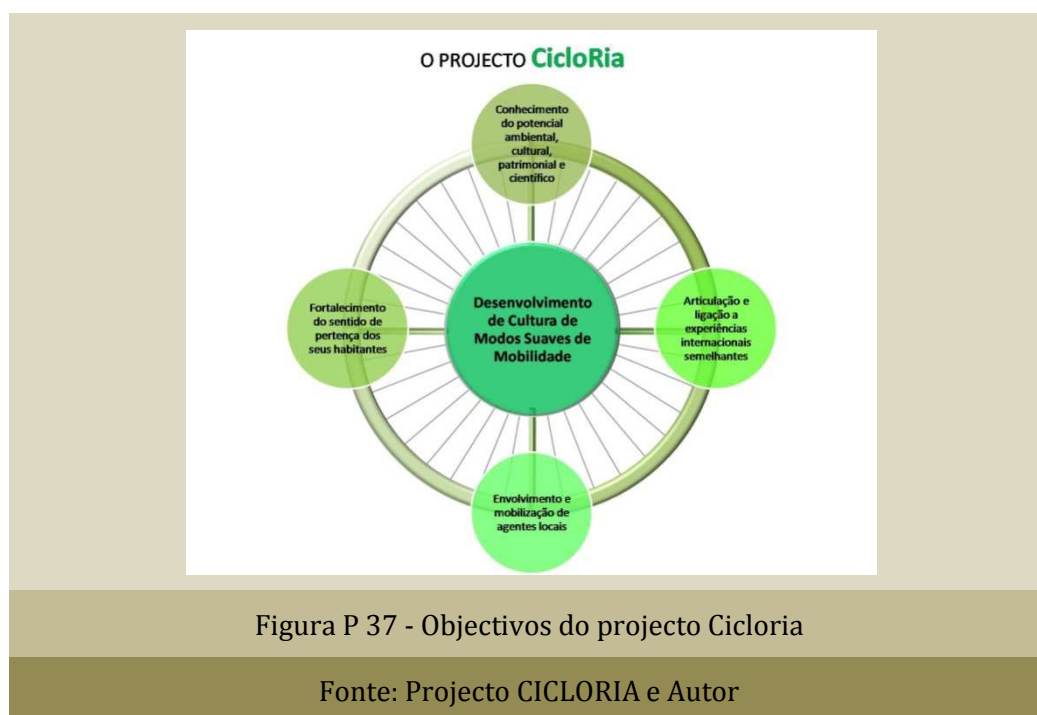 O PROJECTO CicloRia
Conhecimento
do potencial
ambiental,
cultural,
patrimonial e
científico
Fortalecimento
do sentido de
pertença dos
seus habitantes
Desenvolvimento
de Cultura de
Modos Suaves de
Mobilidade
Articulação e
ligação a
experiências
internacionais
semelhantes
Envolvimento e
mobilização de
agentes locais
Figura P 37 - Objectivos do projecto Cicloria
Fonte: Projecto CICLORIA e Autor